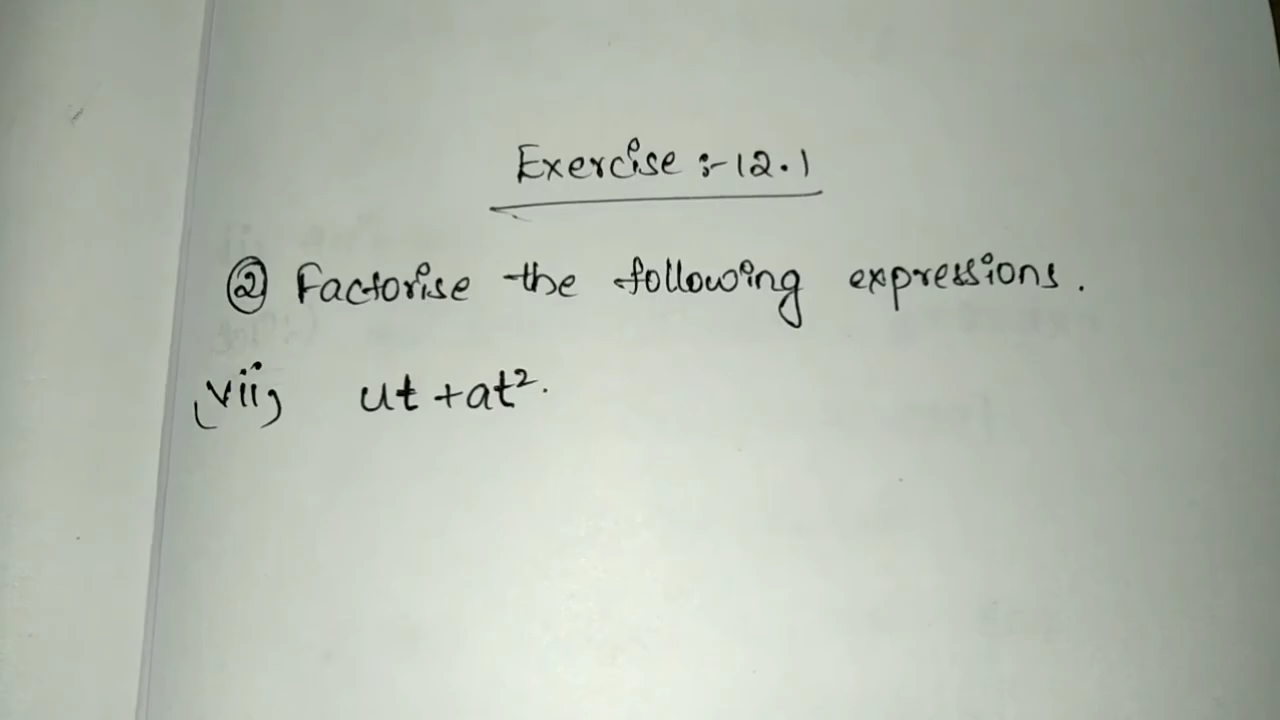 Exercise :- 12.1
② Factorise the following expressions.
(vii) ut + at².